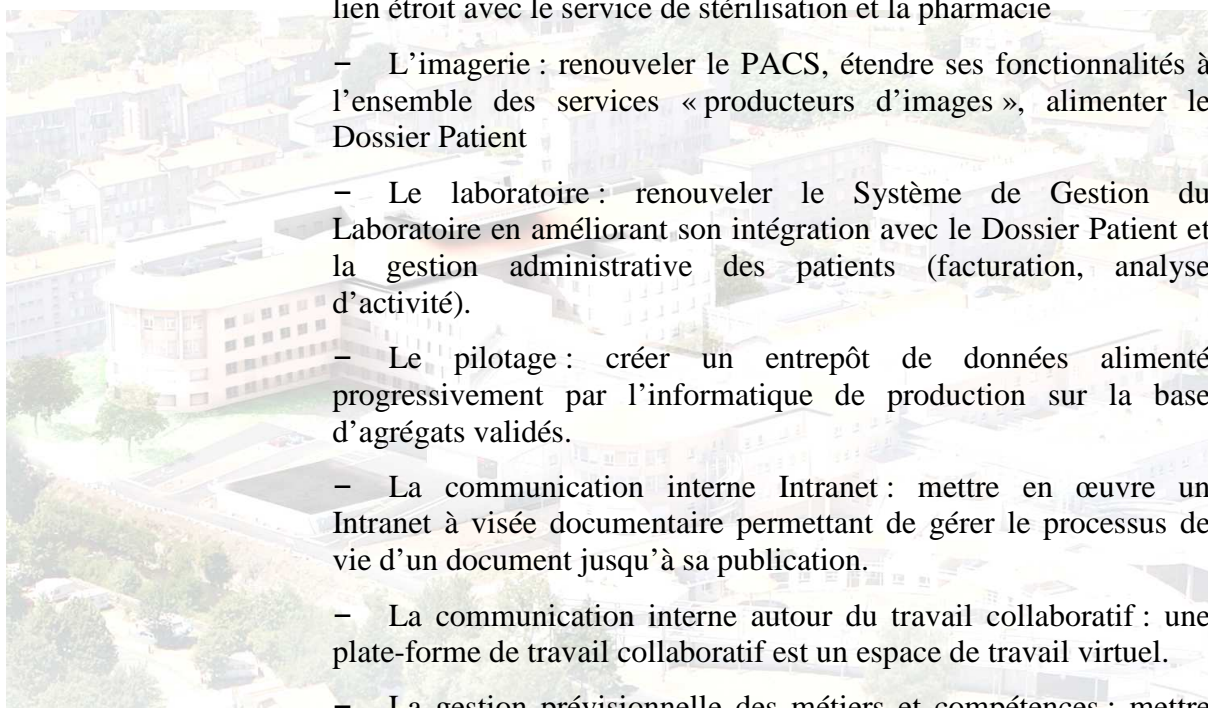 lien étroit avec le service de stérilisation et la pharmacie
− L'imagerie : renouveler le PACS, étendre ses fonctionnalités à
l'ensemble des services « producteurs d'images », alimenter le
Dossier Patient
− Le laboratoire : renouveler le Système de Gestion du
Laboratoire en améliorant son intégration avec le Dossier Patient et
la gestion administrative des patients (facturation, analyse
d'activité).
− Le pilotage : créer un entrepôt de données alimenté
progressivement par l'informatique de production sur la base
d'agrégats validés.
− La communication interne Intranet : mettre en œuvre un
Intranet à visée documentaire permettant de gérer le processus de
vie d'un document jusqu'à sa publication.
− La communication interne autour du travail collaboratif : une
plate-forme de travail collaboratif est un espace de travail virtuel.
− La gestion prévisionnelle des métiers et compétences : mettre